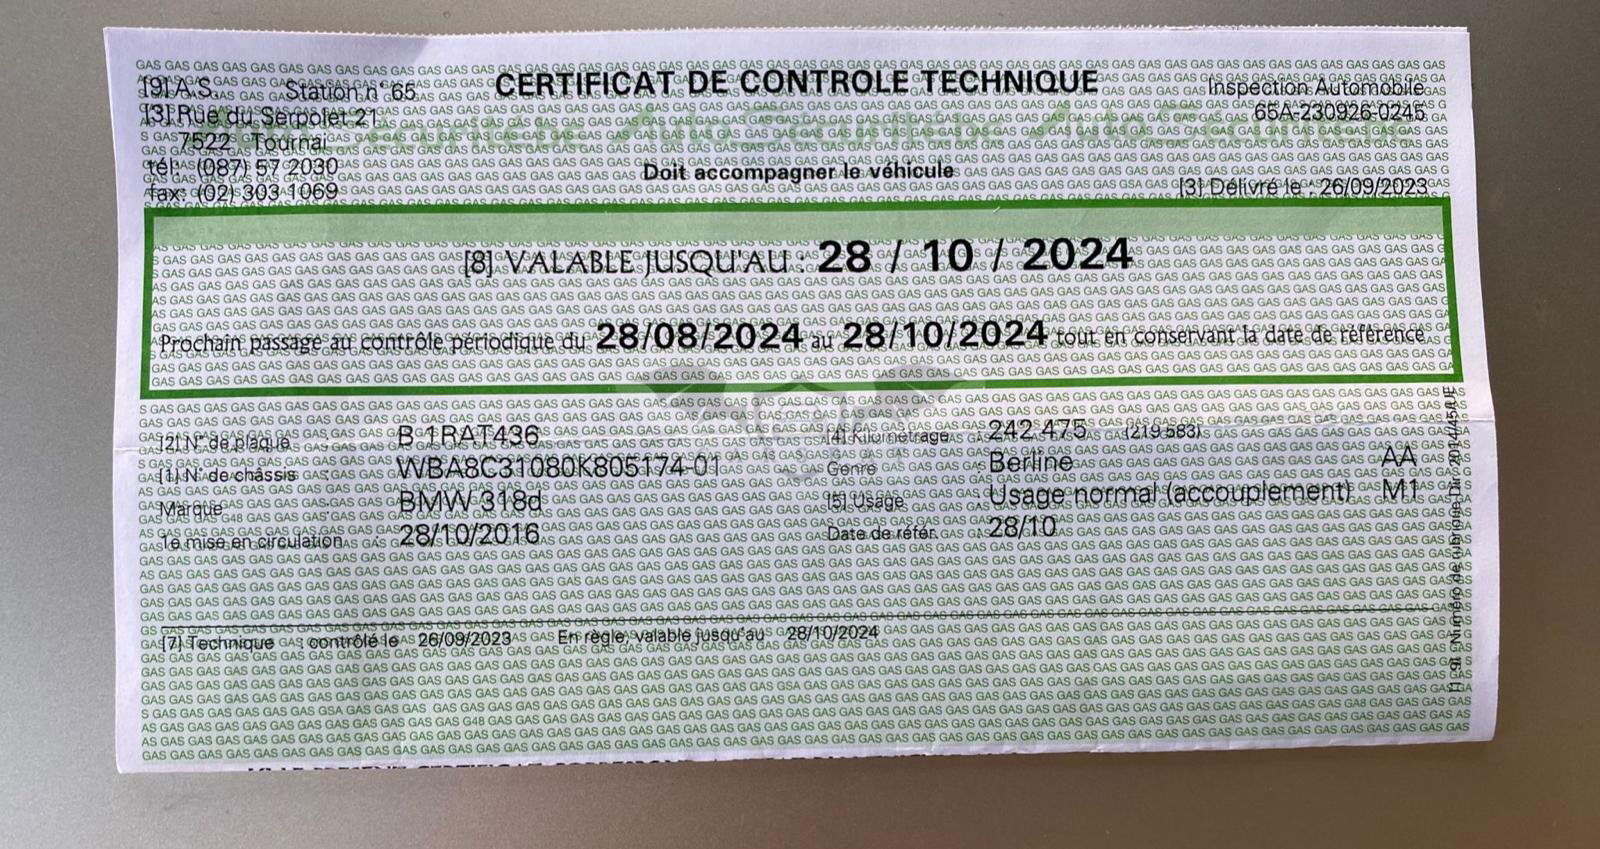 CERTIFICAT DE CONTROLE TECHNIQUE
[9] A.S. Station n° 65
[3] Rue du Serpolet 21
7522 Tournai
tél: (087) 57 2030
fax: (02) 303 1069
Inspection Automobile
65A-230926-0245
Doit accompagner le véhicule
[3] Délivré le : 26/09/2023
[8] VALABLE JUSQU'AU : 28 / 10 / 2024
Prochain passage au contrôle périodique du 28/08/2024 au 28/10/2024 tout en conservant la date de référence
[2] N° de plaque : B 1RAT436
[1] N° de châssis : WBA8C31080K805174-01
Marque : BMW 318d
1e mise en circulation : 28/10/2016
[4] Kilométrage : 242.475 (219.583)
Genre : Berline AA
[5] Usage : Usage normal (accouplement) M1
Date de référ. : 28/10
[7] Technique : contrôlé le 26/09/2023 En règle, valable jusqu'au 28/10/2024